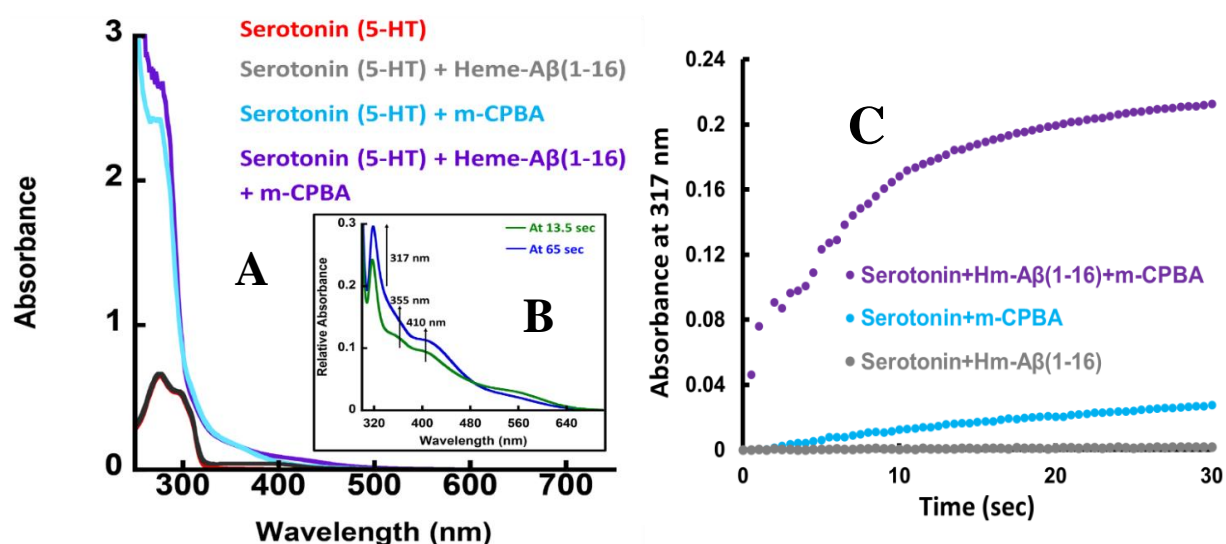 Serotonin (5-HT)
Serotonin (5-HT) + Heme-Aβ(1-16)
Serotonin (5-HT) + m-CPBA
Serotonin (5-HT) + Heme-Aβ(1-16)
+ m-CPBA
A
Absorbance
3
2
1
0
300
400
500
600
700
Wavelength (nm)
At 13.5 sec
At 65 sec
317 nm
355 nm
410 nm
B
Relative Absorbance
0.3
0.2
0.1
0
320
400
480
560
640
Wavelength (nm)
C
Absorbance at 317 nm
0.24
0.2
0.16
0.12
0.08
0.04
0
Serotonin+Hm-Aβ(1-16)+m-CPBA
Serotonin+m-CPBA
Serotonin+Hm-Aβ(1-16)
0
10
20
30
Time (sec)